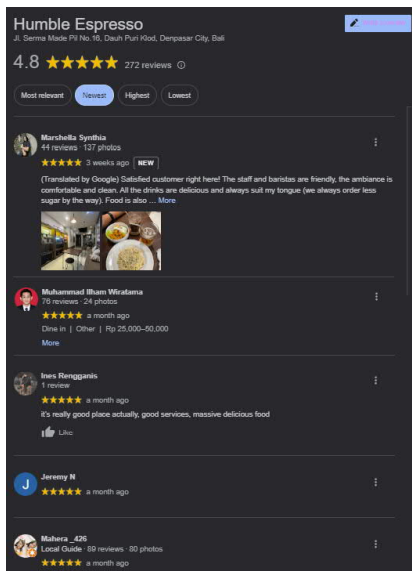 Humble Espresso
Jl. Serma Made Pil No.16, Dauh Puri Klod, Denpasar City, Bali
4.8 ★★★★★ 272 reviews
Most relevant Newest Highest Lowest
Marshella Synthia
44 reviews · 137 photos
★★★★★ 3 weeks ago NEW
(Translated by Google) Satisfied customer right here! The staff and baristas are friendly, the ambiance is
comfortable and clean. All the drinks are delicious and always suit my tongue (we always order less
sugar by the way). Food is also ... More
Muhammad Ilham Wiratama
76 reviews · 24 photos
★★★★★ a month ago
Dine in | Other | Rp 25,000–50,000
More
Ines Rengganis
1 review
★★★★★ a month ago
it's really good place actually, good services, massive delicious food
Like
J
Jeremy N
★★★★★ a month ago
Mahera _426
Local Guide · 89 reviews · 80 photos
★★★★★ a month ago